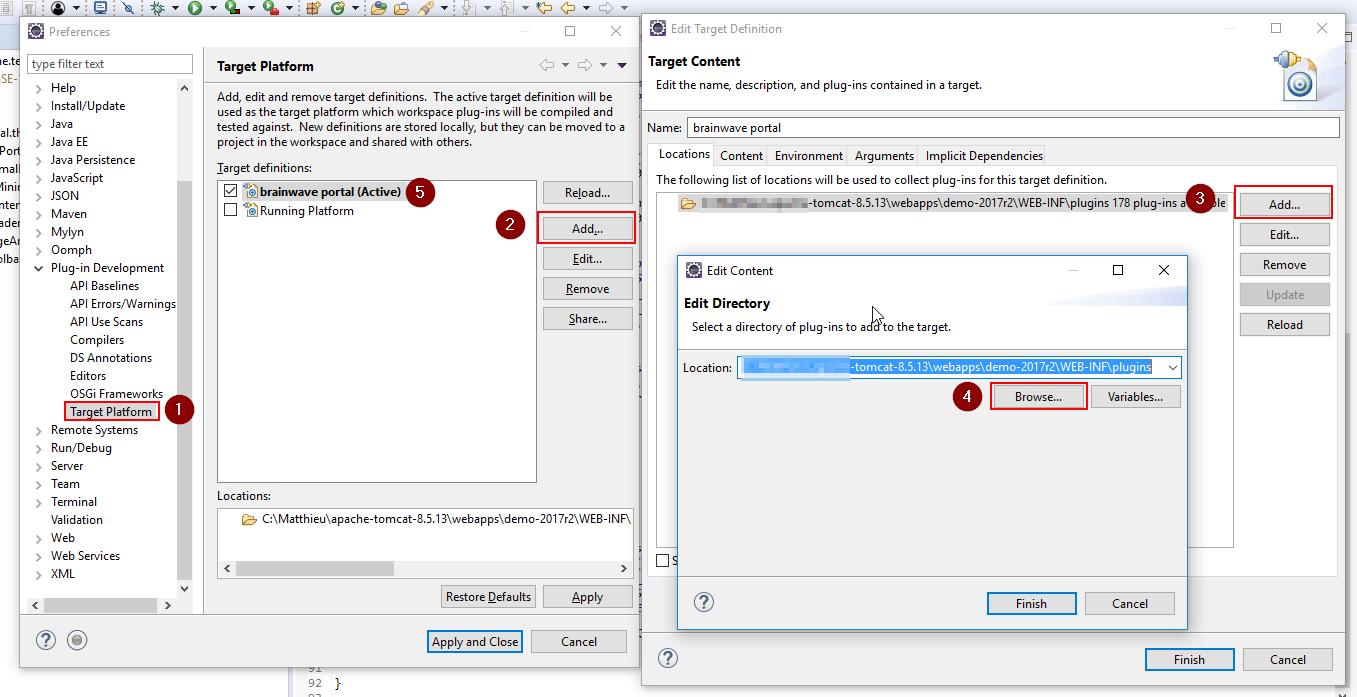 Preferences
type filter text
Help
Install/Update
Java
Java EE
Java Persistence
JavaScript
JSON
Maven
Mylyn
Oomph
Plug-in Development
API Baselines
API Errors/Warnings
API Use Scans
Compilers
DS Annotations
Editors
OSGi Frameworks
Target Platform
1
Remote Systems
Run/Debug
Server
Team
Terminal
Validation
Web
Web Services
XML
Target Platform
Add, edit and remove target definitions. The active target definition will be
used as the target platform which workspace plug-ins will be compiled and
tested against. New definitions are stored locally, but they can be moved to a
project in the workspace and shared with others.
Target definitions:
brainwave portal (Active)
5
Running Platform
Reload...
2
Add...
Edit...
Remove
Share...
Locations:
C:\Matthieu\apache-tomcat-8.5.13\webapps\demo-2017r2\WEB-INF\
Restore Defaults
Apply
Apply and Close
Cancel
Edit Target Definition
Target Content
Edit the name, description, and plug-ins contained in a target.
Name:
brainwave portal
Locations
Content
Environment
Arguments
Implicit Dependencies
The following list of locations will be used to collect plug-ins for this target definition.
-tomcat-8.5.13\webapps\demo-2017r2\WEB-INF\plugins 178 plug-ins
3
Add...
Edit...
Remove
Update
Reload
Edit Content
Edit Directory
Select a directory of plug-ins to add to the target.
Location:
-tomcat-8.5.13\webapps\demo-2017r2\WEB-INF\plugins
4
Browse...
Variables...
Finish
Cancel
Finish
Cancel
91
92 }